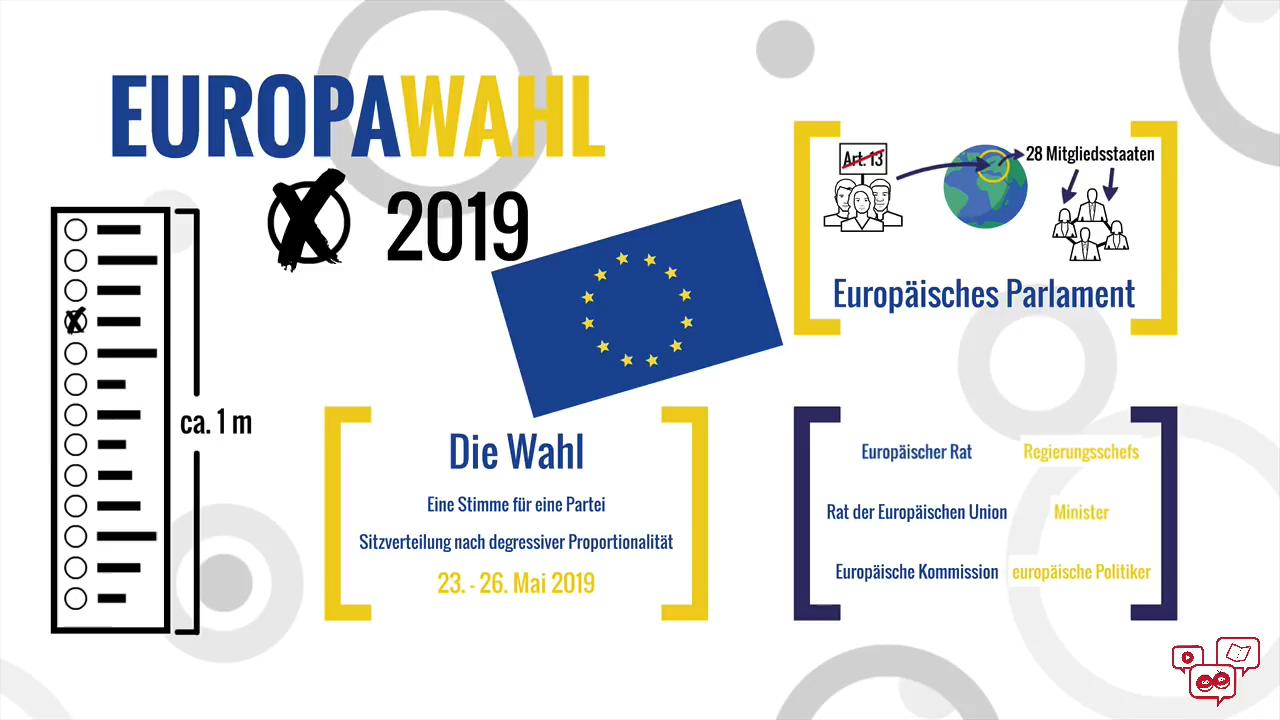 EUROPAWAHL
2019
ca. 1 m
Art. 13
28 Mitgliedsstaaten
Europäisches Parlament
Die Wahl
Eine Stimme für eine Partei
Sitzverteilung nach degressiver Proportionalität
23. - 26. Mai 2019
Europäischer Rat Regierungsschefs
Rat der Europäischen Union Minister
Europäische Kommission europäische Politiker